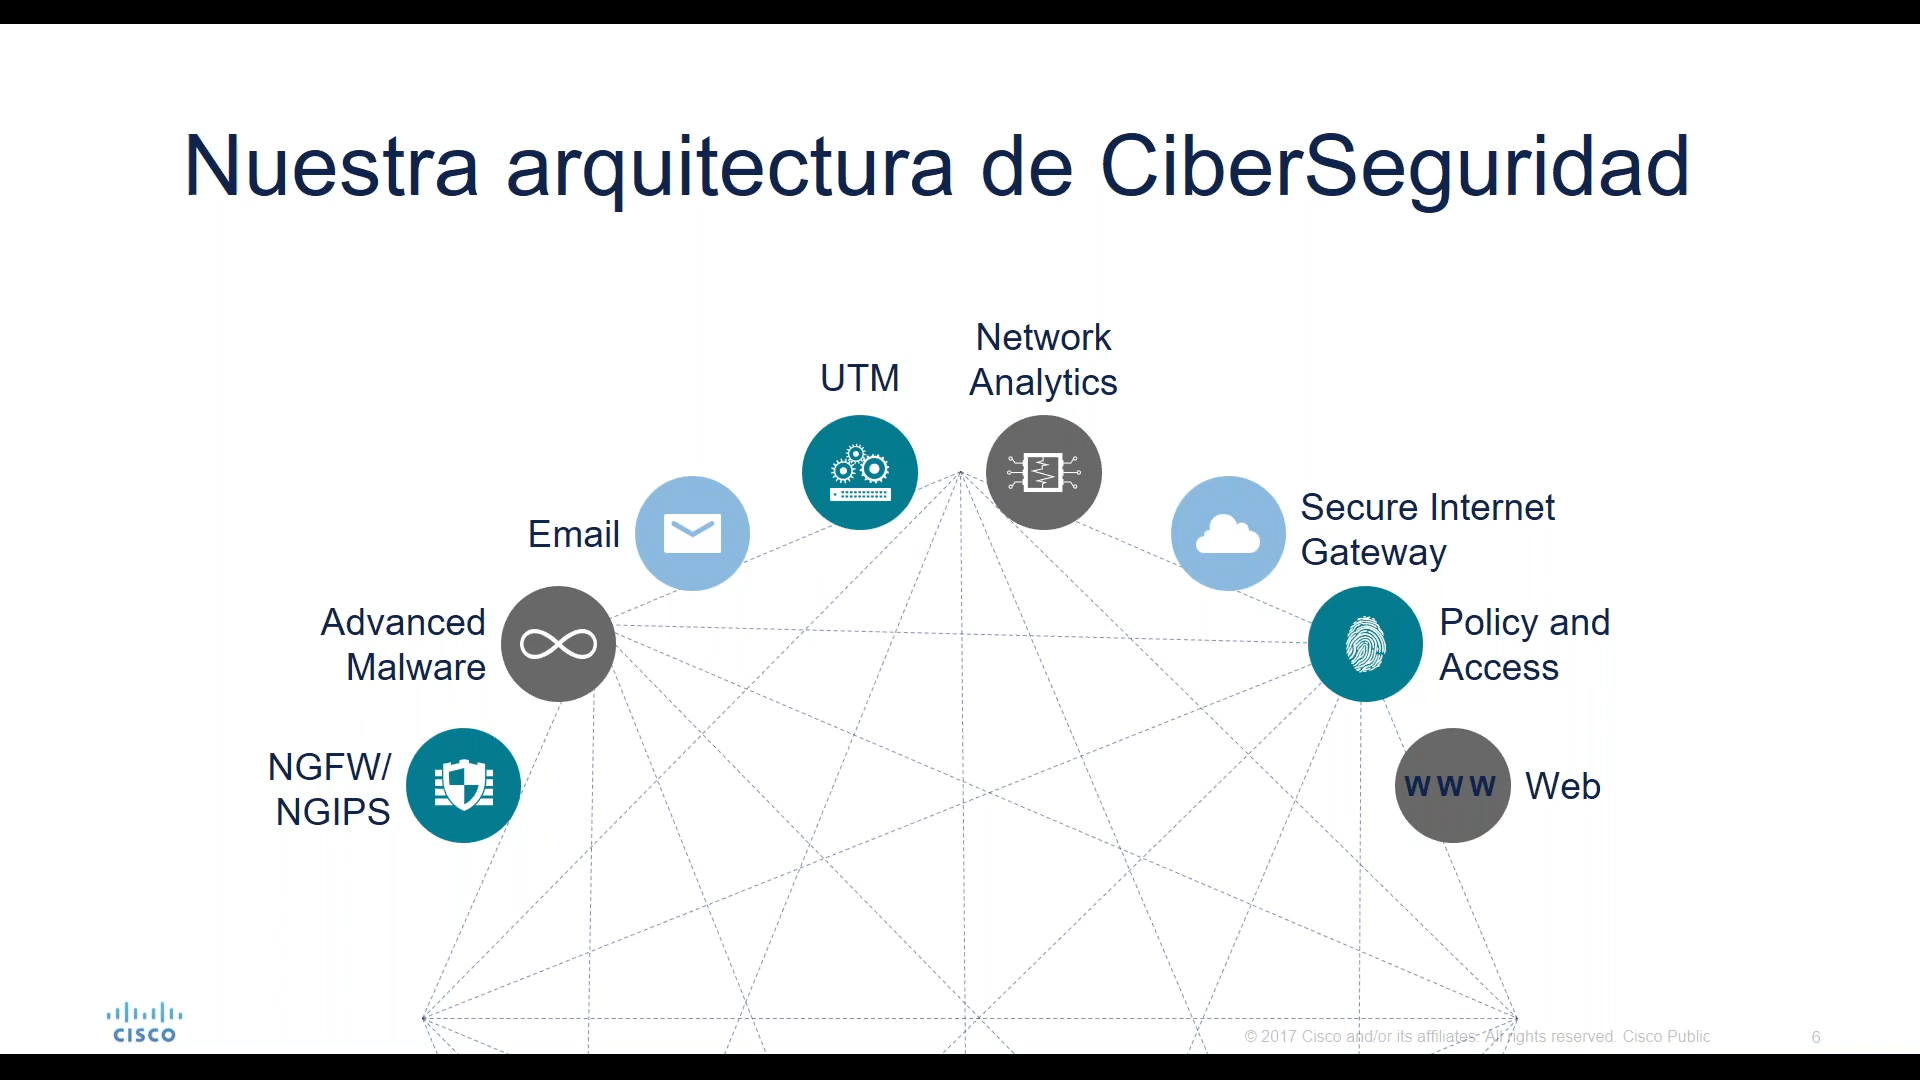 Nuestra arquitectura de CiberSeguridad
Network
Analytics
UTM
Secure Internet
Gateway
Email
Advanced
Malware
Policy and
Access
NGFW/
NGIPS
WWW
Web
CISCO
© 2017 Cisco and/or its affiliates. All rights reserved. Cisco Public
6